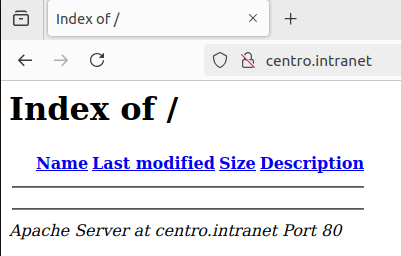 Index of /
centro.intranet
Index of /
Name Last modified Size Description
Apache Server at centro.intranet Port 80